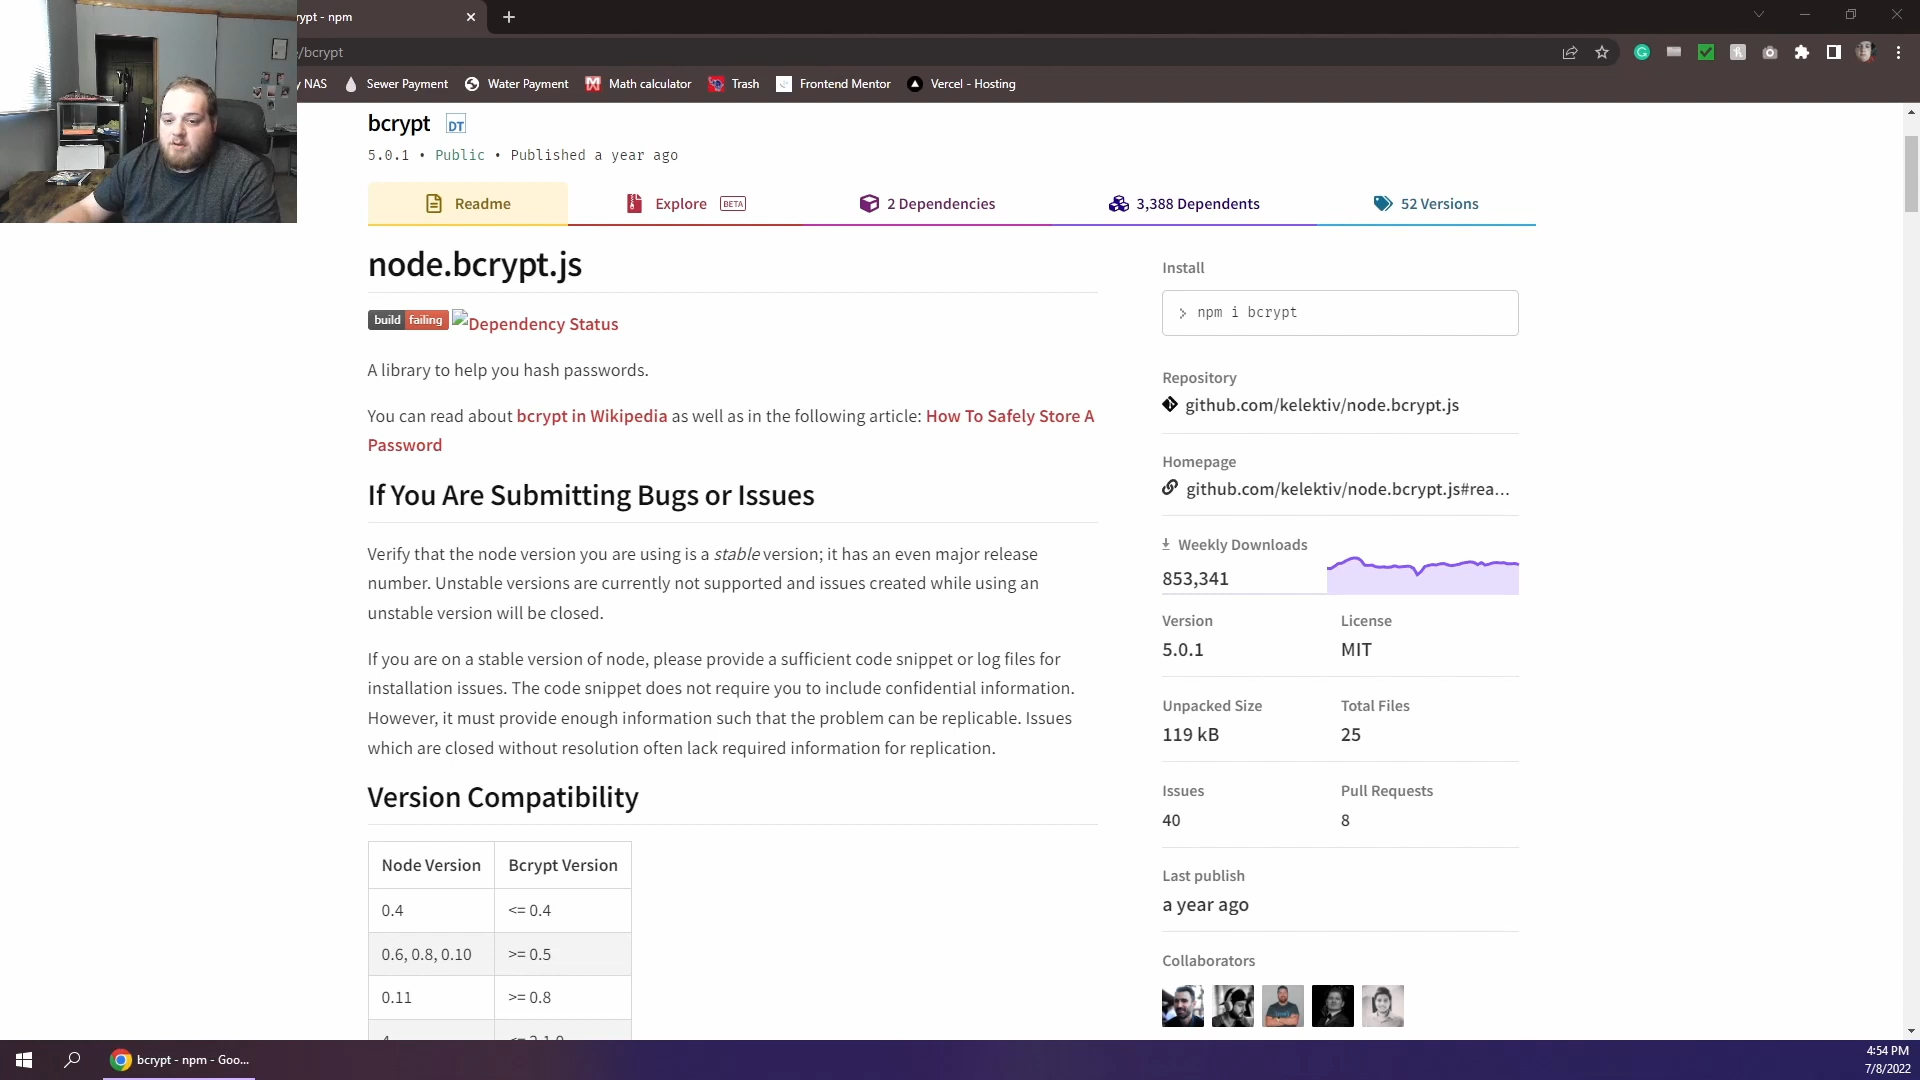 rypt - npm
/bcrypt
y NAS
Sewer Payment
Water Payment
Math calculator
Trash
Frontend Mentor
Vercel - Hosting
bcrypt DT
5.0.1 • Public • Published a year ago
Readme
Explore BETA
2 Dependencies
3,388 Dependents
52 Versions
node.bcrypt.js
build failing Dependency Status
A library to help you hash passwords.
You can read about bcrypt in Wikipedia as well as in the following article: How To Safely Store A
Password
If You Are Submitting Bugs or Issues
Verify that the node version you are using is a stable version; it has an even major release
number. Unstable versions are currently not supported and issues created while using an
unstable version will be closed.
If you are on a stable version of node, please provide a sufficient code snippet or log files for
installation issues. The code snippet does not require you to include confidential information.
However, it must provide enough information such that the problem can be replicable. Issues
which are closed without resolution often lack required information for replication.
Version Compatibility
Node Version Bcrypt Version
0.4 <= 0.4
0.6, 0.8, 0.10 >= 0.5
0.11 >= 0.8
Install
> npm i bcrypt
Repository
github.com/kelektiv/node.bcrypt.js
Homepage
github.com/kelektiv/node.bcrypt.js#rea...
Weekly Downloads
853,341
Version License
5.0.1 MIT
Unpacked Size Total Files
119 kB 25
Issues Pull Requests
40 8
Last publish
a year ago
Collaborators
bcrypt - npm - Goo...
4:54 PM
7/8/2022